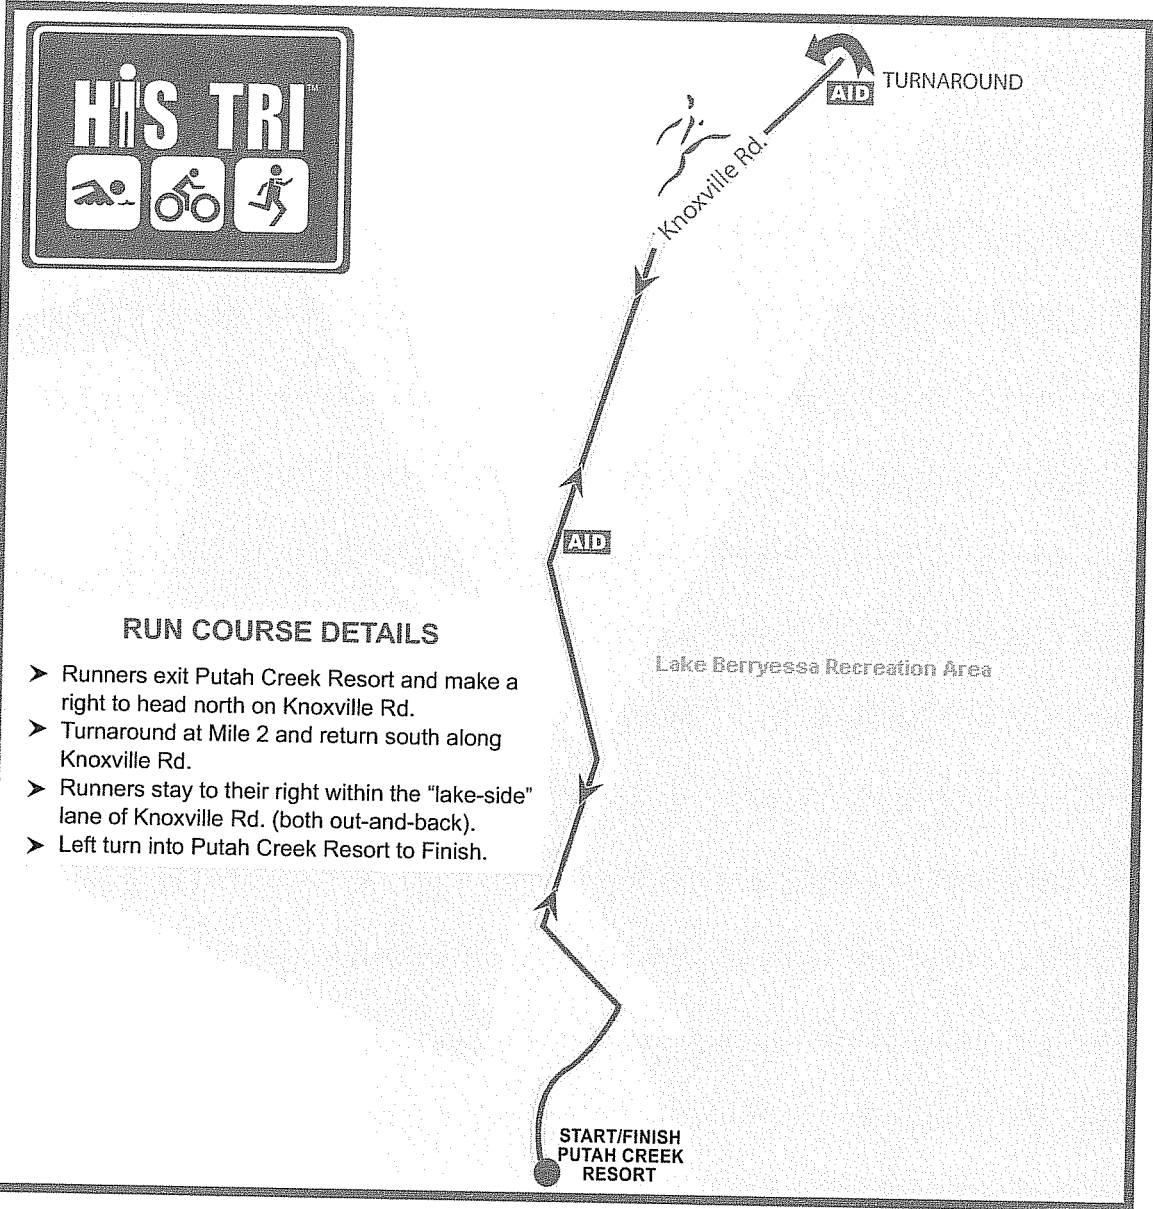 HIS TRI™
TURNAROUND
AID
Knoxville Rd.
AID
RUN COURSE DETAILS
➤ Runners exit Putah Creek Resort and make a
right to head north on Knoxville Rd.
➤ Turnaround at Mile 2 and return south along
Knoxville Rd.
➤ Runners stay to their right within the “lake-side”
lane of Knoxville Rd. (both out-and-back).
➤ Left turn into Putah Creek Resort to Finish.
Lake Berryessa Recreation Area
START/FINISH
PUTAH CREEK
RESORT